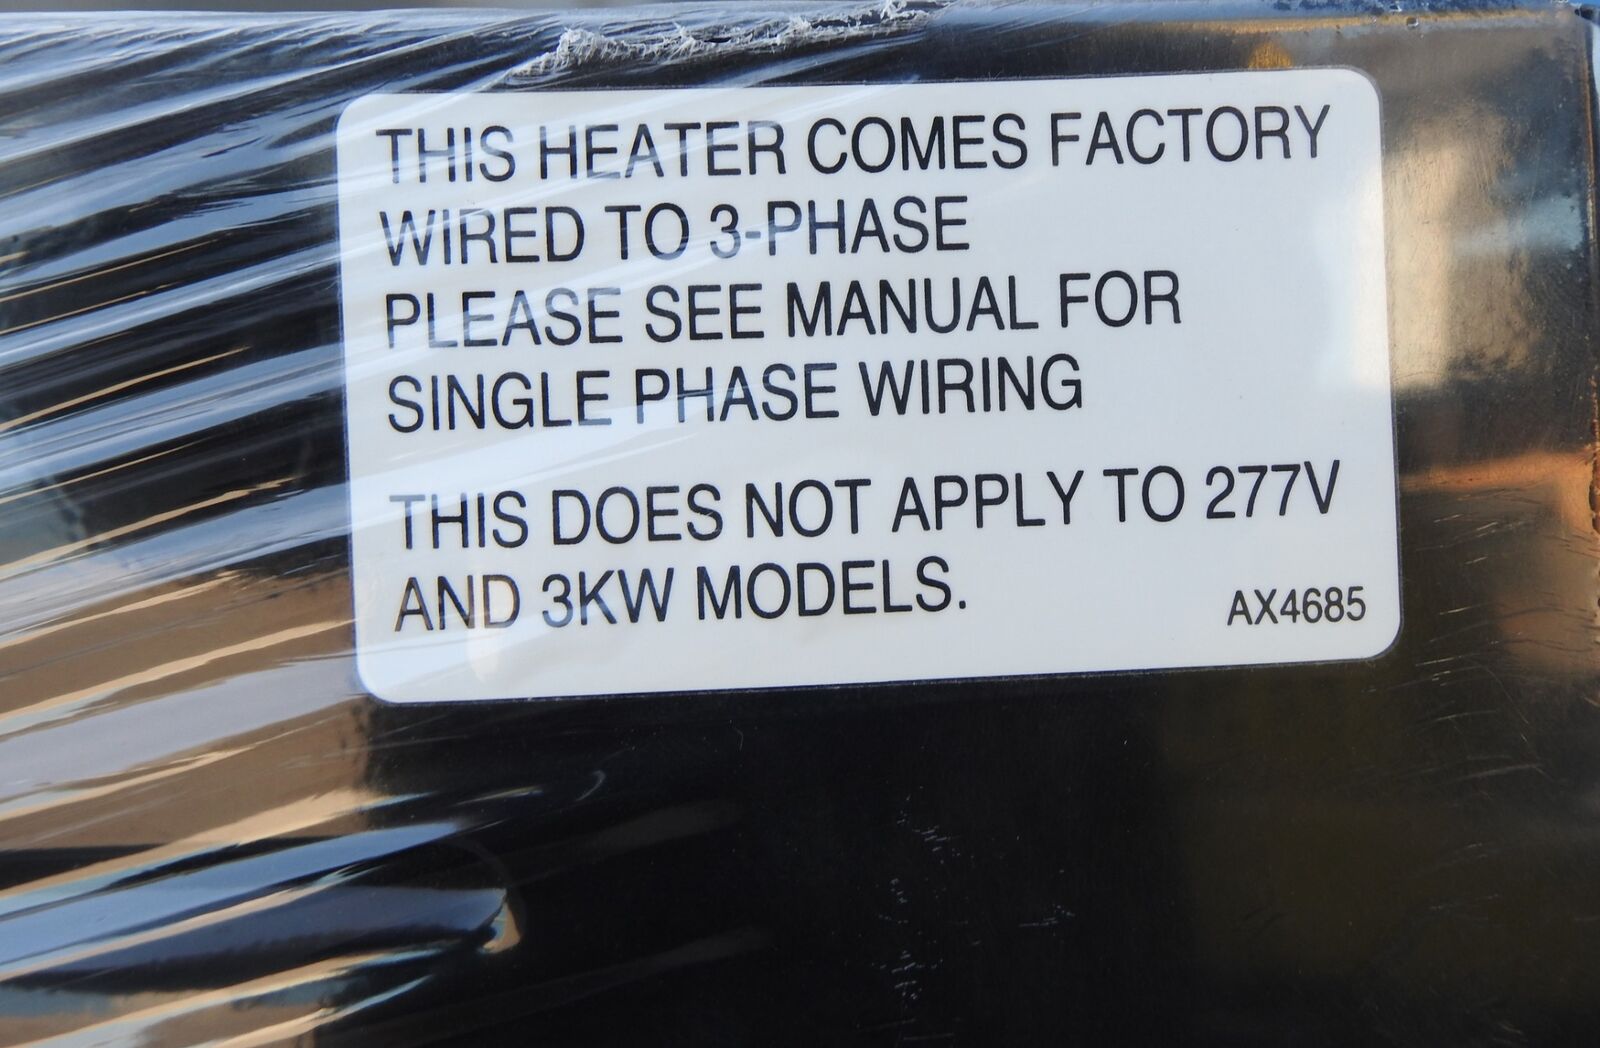 THIS HEATER COMES FACTORY
WIRED TO 3-PHASE
PLEASE SEE MANUAL FOR
SINGLE PHASE WIRING
THIS DOES NOT APPLY TO 277V
AND 3KW MODELS.
AX4685